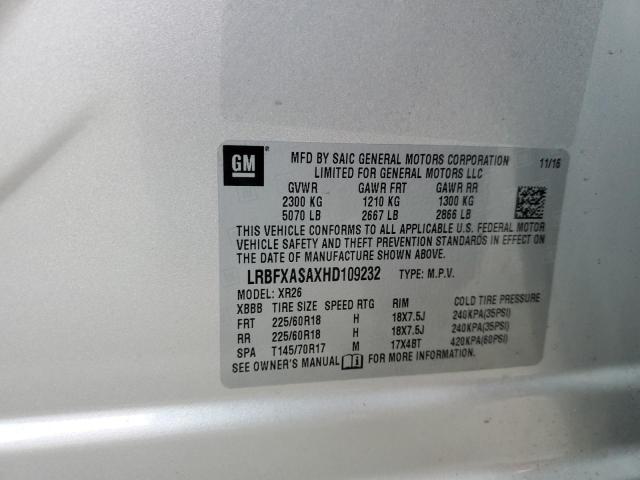 GM ®
MFD BY SAIC GENERAL MOTORS CORPORATION 11/16
LIMITED FOR GENERAL MOTORS LLC
GVWR GAWR FRT GAWR RR
2300 KG 1210 KG 1300 KG
5070 LB 2667 LB 2866 LB
THIS VEHICLE CONFORMS TO ALL APPLICABLE U.S. FEDERAL MOTOR
VEHICLE SAFETY AND THEFT PREVENTION STANDARDS IN EFFECT ON
THE DATE OF MANUFACTURE SHOWN ABOVE.
LRBFXASAXHD109232 TYPE: M.P.V.
MODEL: XR26
XBBB TIRE SIZE SPEED RTG RIM COLD TIRE PRESSURE
FRT 225/60R18 H 18X7.5J 240KPA(35PSI)
RR 225/60R18 H 18X7.5J 240KPA(35PSI)
SPA T145/70R17 M 17X4BT 420KPA(60PSI)
SEE OWNER'S MANUAL FOR MORE INFORMATION.